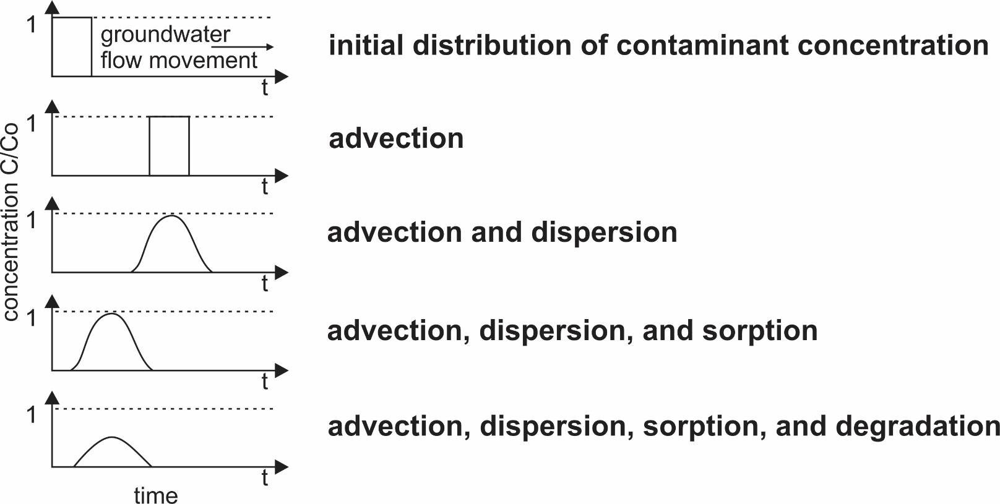 1
groundwater
flow movement
t
initial distribution of contaminant concentration
1
t
advection
concentration C/Co
1
t
advection and dispersion
1
t
advection, dispersion, and sorption
1
t
advection, dispersion, sorption, and degradation
time